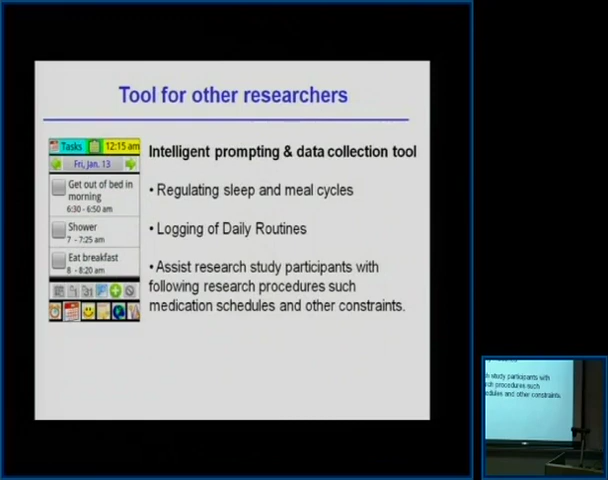 Tool for other researchers
Tasks 12:15 am
Fri, Jan. 13
Get out of bed in
morning
6:30 - 6:50 am
Shower
7 - 7:25 am
Eat breakfast
8 - 8:20 am
31
Intelligent prompting & data collection tool
• Regulating sleep and meal cycles
• Logging of Daily Routines
• Assist research study participants with
following research procedures such
medication schedules and other constraints.
study participants with
rch procedures such
edules and other constraints.